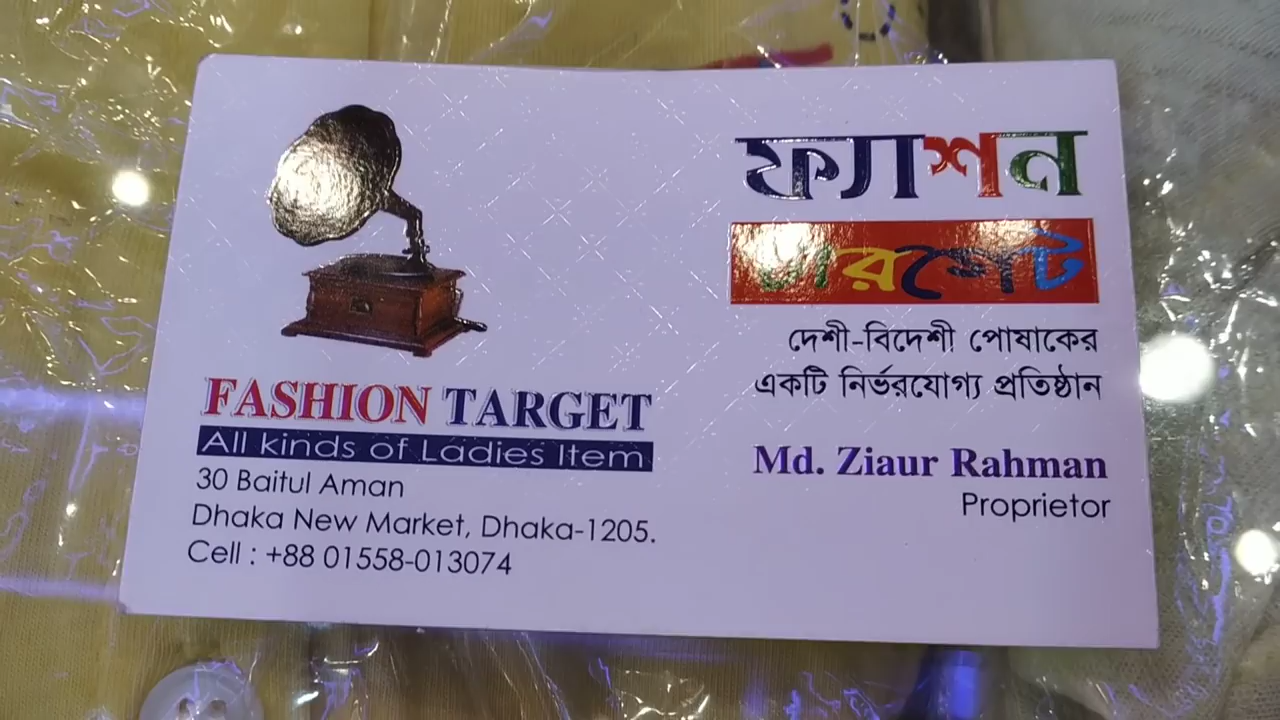 FASHION TARGET
All kinds of Ladies Item
30 Baitul Aman
Dhaka New Market, Dhaka-1205.
Cell : +88 01558-013074
ফ্যাশন
টারগেট
দেশী-বিদেশী পোষাকের
একটি নির্ভরযোগ্য প্রতিষ্ঠান
Md. Ziaur Rahman
Proprietor